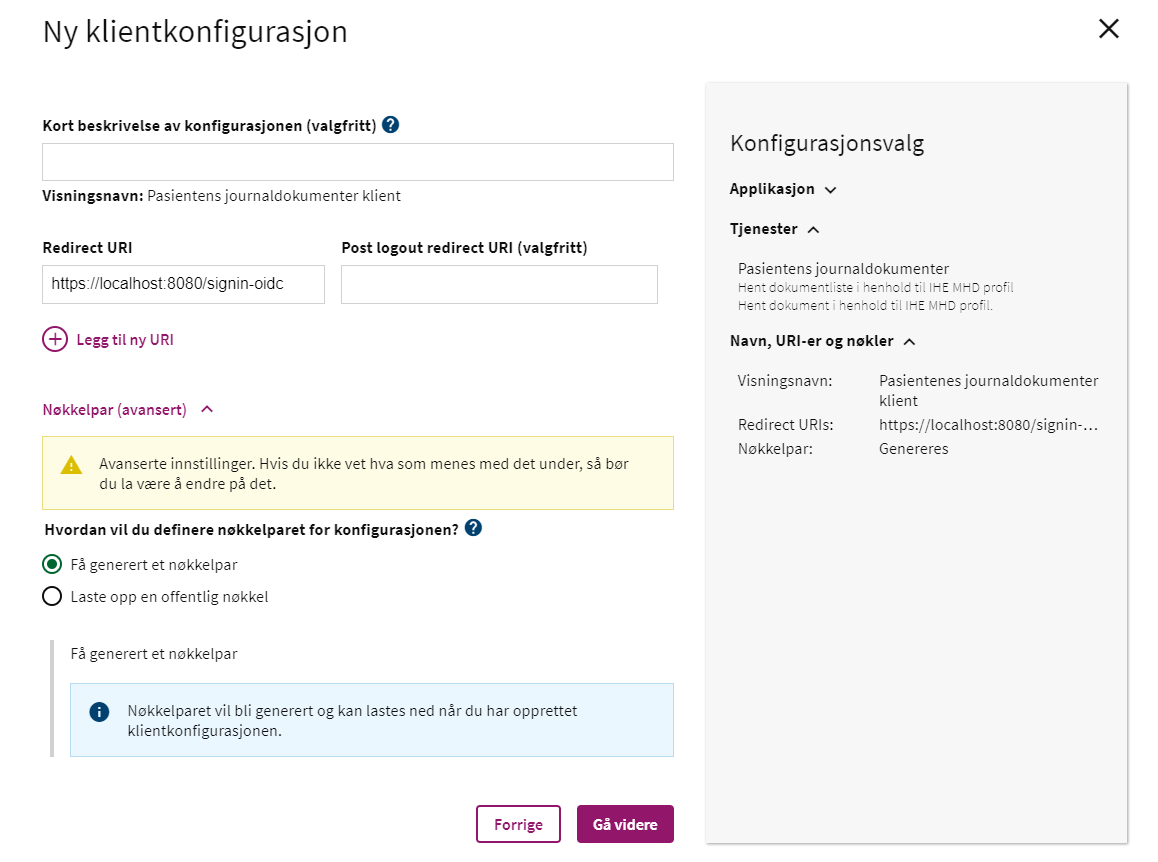 Ny klientkonfigurasjon
Kort beskrivelse av konfigurasjonen (valgfritt)
Visningsnavn: Pasientens journaldokumenter klient
Redirect URI
Post logout redirect URI (valgfritt)
https://localhost:8080/signin-oidc
Legg til ny URI
Nøkkelpar (avansert)
Avanserte innstillinger. Hvis du ikke vet hva som menes med det under, så bør
du la være å endre på det.
Hvordan vil du definere nøkkelparet for konfigurasjonen?
Få generert et nøkkelpar
Laste opp en offentlig nøkkel
Få generert et nøkkelpar
Nøkkelparet vil bli generert og kan lastes ned når du har opprettet
klientkonfigurasjonen.
Forrige
Gå videre
Konfigurasjonsvalg
Applikasjon
Tjenester
Pasientens journaldokumenter
Hent dokumentliste i henhold til IHE MHD profil
Hent dokument i henhold til IHE MHD profil.
Navn, URI-er og nøkler
Visningsnavn: Pasientenes journaldokumenter
klient
Redirect URIs: https://localhost:8080/signin-...
Nøkkelpar: Genereres